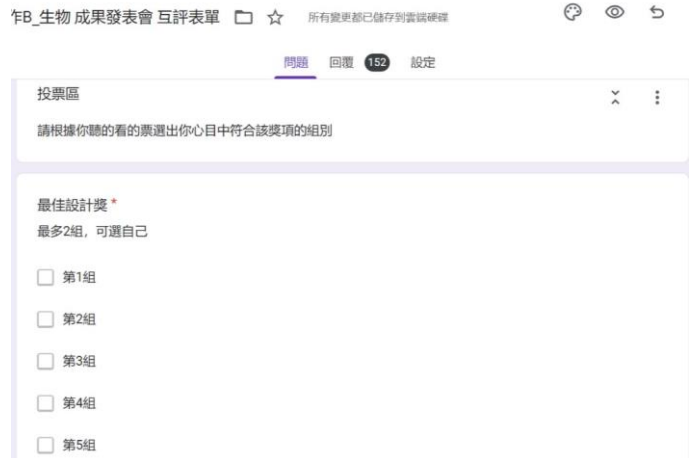 作B_生物 成果發表會 互評表單 所有變更都已儲存到雲端硬碟
問題 回覆 152 設定
投票區
請根據你聽的看的票選出你心目中符合該獎項的組別
最佳設計獎 *
最多2組，可選自己
第1組
第2組
第3組
第4組
第5組